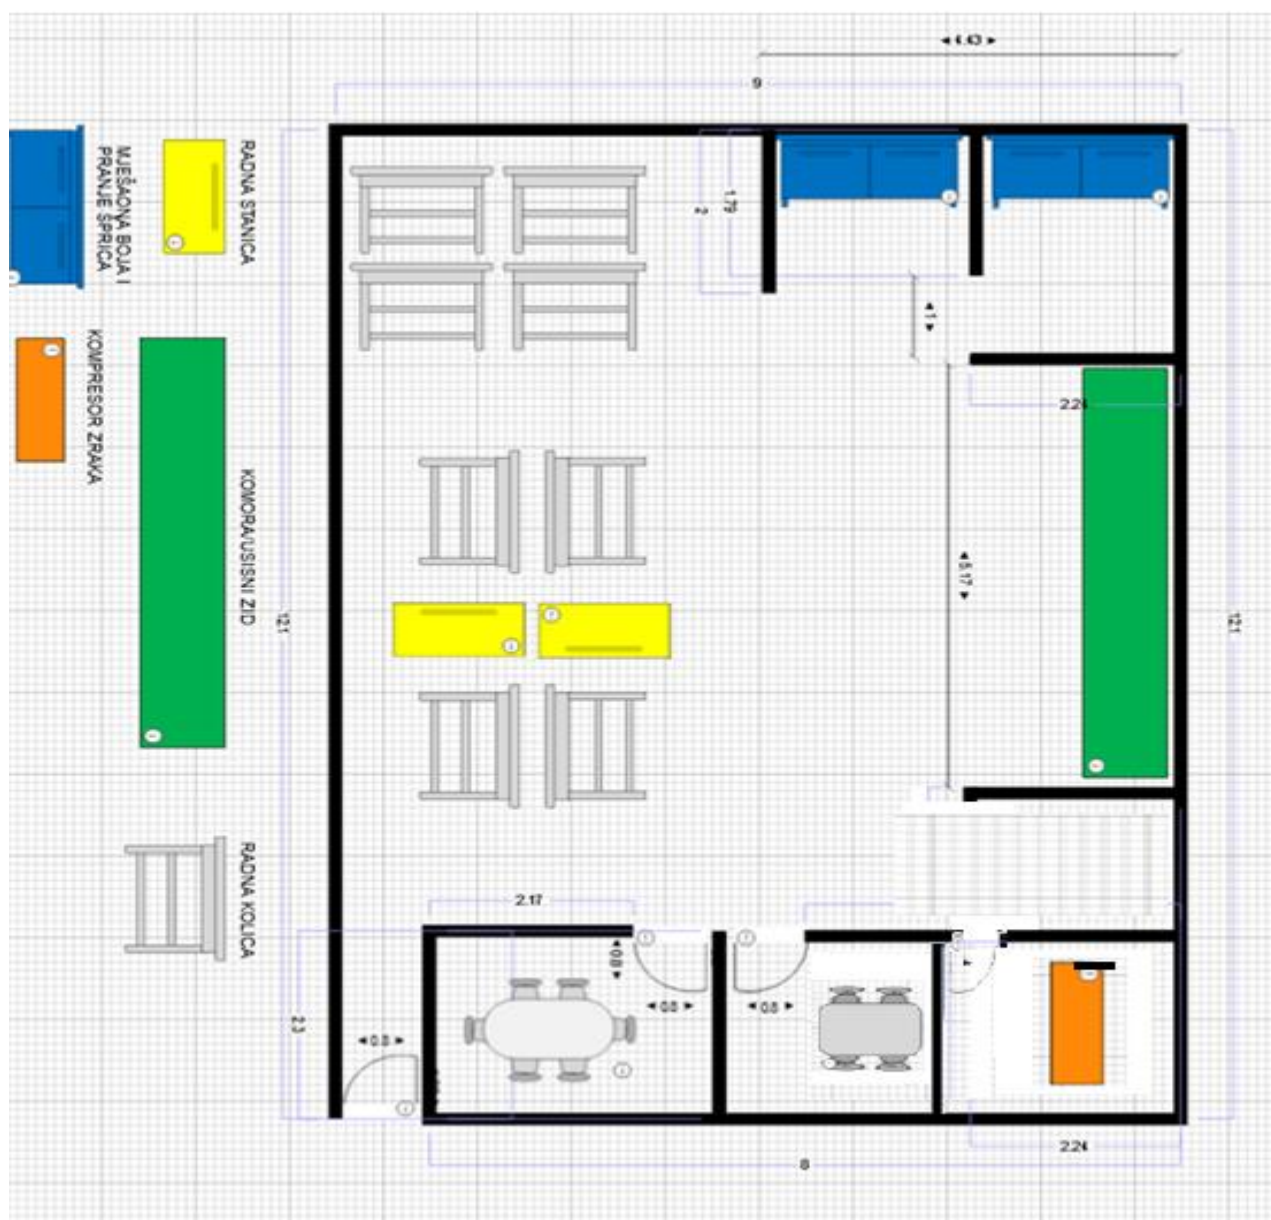 4.43
9
MJEŠAONA BOJA I
PRANJE ŠPRICA
RADNA STANICA
1.79
2
1
2.24
KOMPRESOR ZRAKA
KOMORA/USISNI ZID
5.17
12.1
12.1
RADNA KOLICA
2.17
0.8
0.8
0.8
2.3
0.8
2.24
8